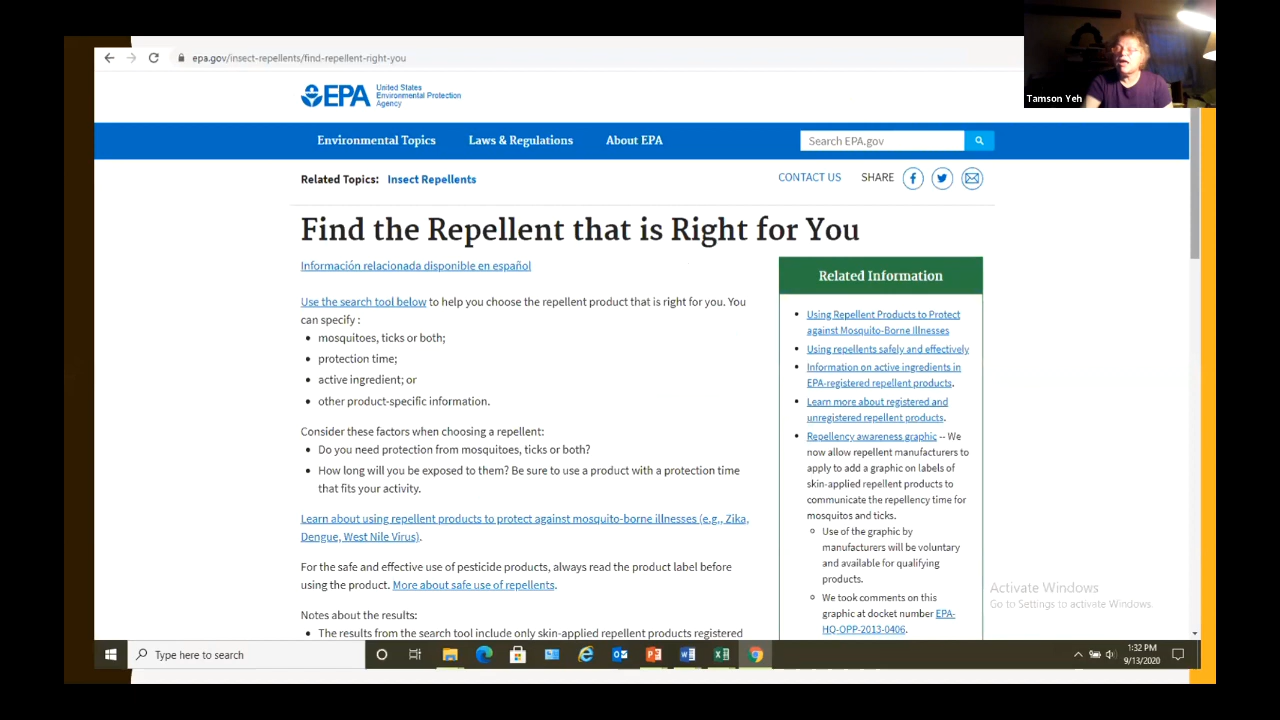 epa.gov/insect-repellents/find-repellent-right-you
Tamson Yeh
EPA
United States
Environmental Protection
Agency
Environmental Topics
Laws & Regulations
About EPA
Search EPA.gov
Related Topics: Insect Repellents
CONTACT US
SHARE
Find the Repellent that is Right for You
Información relacionada disponible en español
Use the search tool below to help you choose the repellent product that is right for you. You
can specify :
mosquitoes, ticks or both;
protection time;
active ingredient; or
other product-specific information.
Consider these factors when choosing a repellent:
Do you need protection from mosquitoes, ticks or both?
How long will you be exposed to them? Be sure to use a product with a protection time
that fits your activity.
Learn about using repellent products to protect against mosquito-borne illnesses (e.g., Zika,
Dengue, West Nile Virus).
For the safe and effective use of pesticide products, always read the product label before
using the product. More about safe use of repellents.
Notes about the results:
The results from the search tool include only skin-applied repellent products registered
Related Information
Using Repellent Products to Protect
against Mosquito-Borne Illnesses
Using repellents safely and effectively
Information on active ingredients in
EPA-registered repellent products.
Learn more about registered and
unregistered repellent products.
Repellency awareness graphic -- We
now allow repellent manufacturers to
apply to add a graphic on labels of
skin-applied repellent products to
communicate the repellency time for
mosquitos and ticks.
Use of the graphic by
manufacturers will be voluntary
and available for qualifying
products.
We took comments on this
graphic at docket number EPA-
HQ-OPP-2013-0406.
Activate Windows
Go to Settings to activate Windows.
Type here to search
1:32 PM
9/13/2020